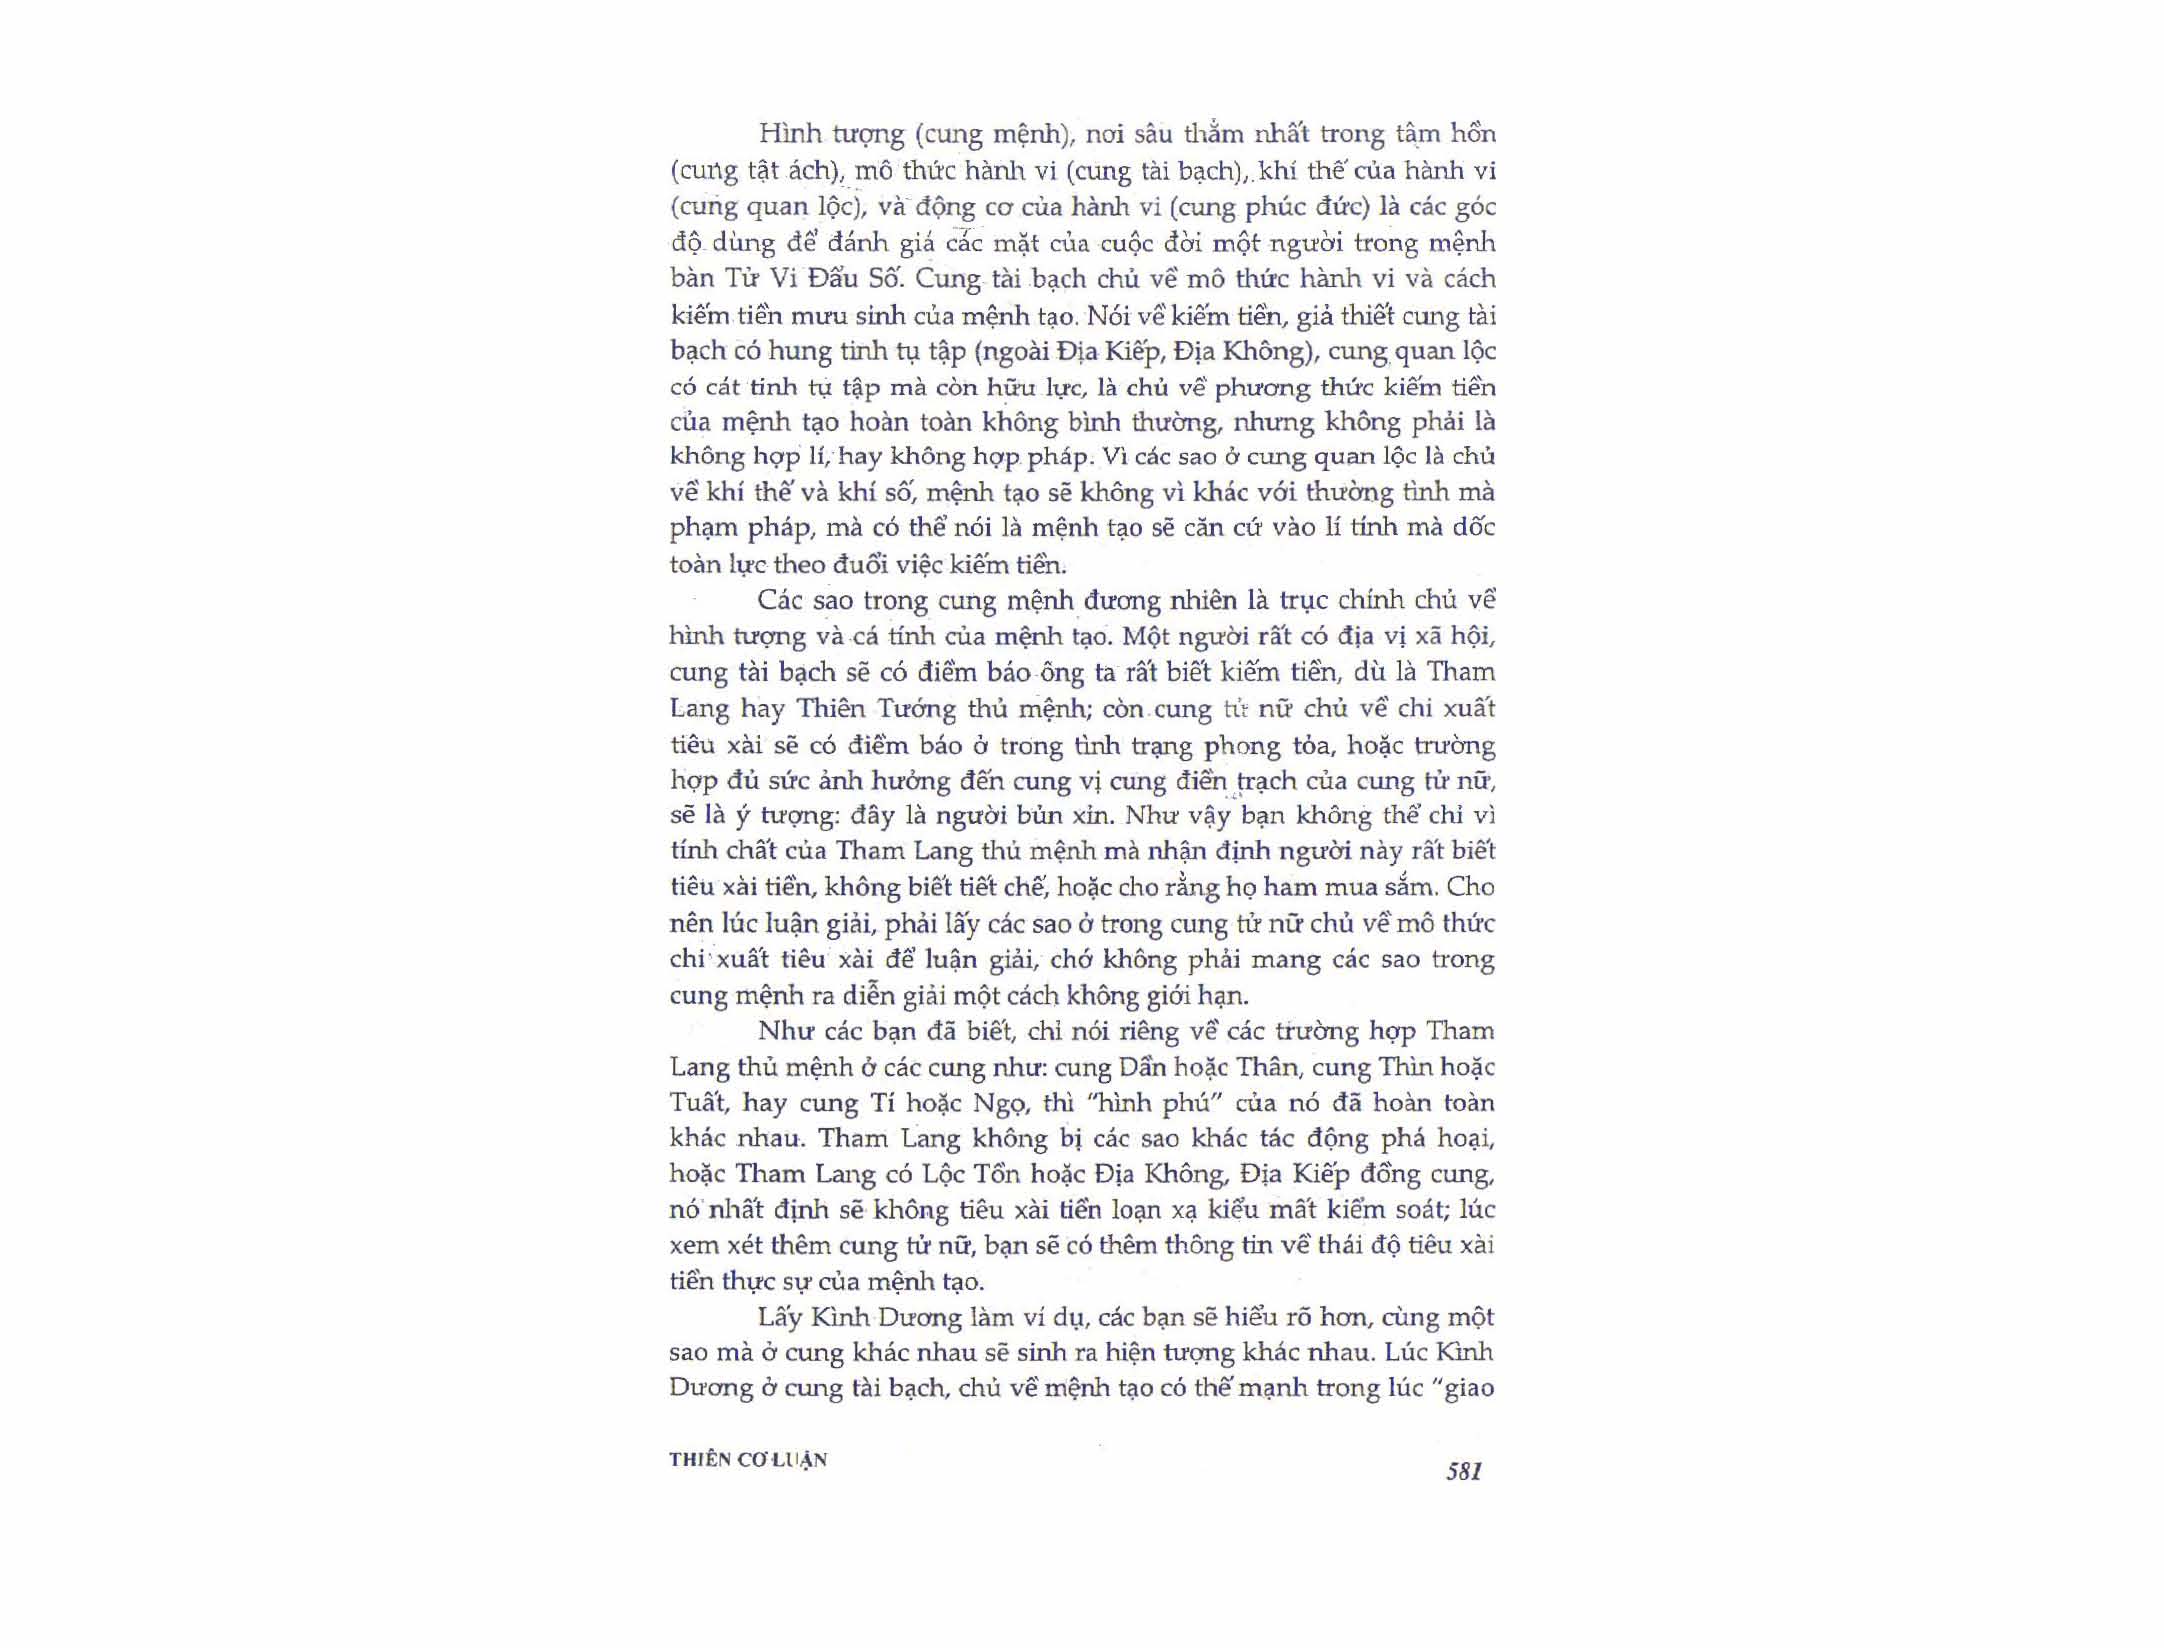 Hình tượng (cung mệnh), nơi sâu thẳm nhất trong tâm hồn
(cung tật ách), mô thức hành vi (cung tài bạch), khí thế của hành vi
(cung quan lộc), và động cơ của hành vi (cung phúc đức) là các góc
độ dùng để đánh giá các mặt của cuộc đời một người trong mệnh
bàn Tử Vi Đẩu Số. Cung tài bạch chủ về mô thức hành vi và cách
kiếm tiền mưu sinh của mệnh tạo. Nói về kiếm tiền, giả thiết cung tài
bạch có hung tinh tụ tập (ngoài Địa Kiếp, Địa Không), cung quan lộc
có cát tinh tụ tập mà còn hữu lực, là chủ về phương thức kiếm tiền
của mệnh tạo hoàn toàn không bình thường, nhưng không phải là
không hợp lí, hay không hợp pháp. Vì các sao ở cung quan lộc là chủ
về khí thế và khí số, mệnh tạo sẽ không vì khác với thường tình mà
phạm pháp, mà có thể nói là mệnh tạo sẽ căn cứ vào lí tính mà dốc
toàn lực theo đuổi việc kiếm tiền.
Các sao trong cung mệnh đương nhiên là trục chính chủ về
hình tượng và cá tính của mệnh tạo. Một người rất có địa vị xã hội,
cung tài bạch sẽ có điềm báo ông ta rất biết kiếm tiền, dù là Tham
Lang hay Thiên Tướng thủ mệnh; còn cung tử nữ chủ về chi xuất
tiêu xài sẽ có điềm báo ở trong tình trạng phong tỏa, hoặc trường
hợp đủ sức ảnh hưởng đến cung vị cung điền trạch của cung tử nữ,
sẽ là ý tượng: đây là người bủn xỉn. Như vậy bạn không thể chỉ vì
tính chất của Tham Lang thủ mệnh mà nhận định người này rất biết
tiêu xài tiền, không biết tiết chế, hoặc cho rằng họ ham mua sắm. Cho
nên lúc luận giải, phải lấy các sao ở trong cung tử nữ chủ về mô thức
chi xuất tiêu xài để luận giải, chớ không phải mang các sao trong
cung mệnh ra diễn giải một cách không giới hạn.
Như các bạn đã biết, chỉ nói riêng về các trường hợp Tham
Lang thủ mệnh ở các cung như: cung Dần hoặc Thân, cung Thìn hoặc
Tuất, hay cung Tí hoặc Ngọ, thì "hình phú" của nó đã hoàn toàn
khác nhau. Tham Lang không bị các sao khác tác động phá hoại,
hoặc Tham Lang có Lộc Tồn hoặc Địa Không, Địa Kiếp đồng cung,
nó nhất định sẽ không tiêu xài tiền loạn xạ kiểu mất kiểm soát; lúc
xem xét thêm cung tử nữ, bạn sẽ có thêm thông tin về thái độ tiêu xài
tiền thực sự của mệnh tạo.
Lấy Kình Dương làm ví dụ, các bạn sẽ hiểu rõ hơn, cùng một
sao mà ở cung khác nhau sẽ sinh ra hiện tượng khác nhau. Lúc Kình
Dương ở cung tài bạch, chủ về mệnh tạo có thế mạnh trong lúc "giao
THIÊN CƠ LUẬN
581